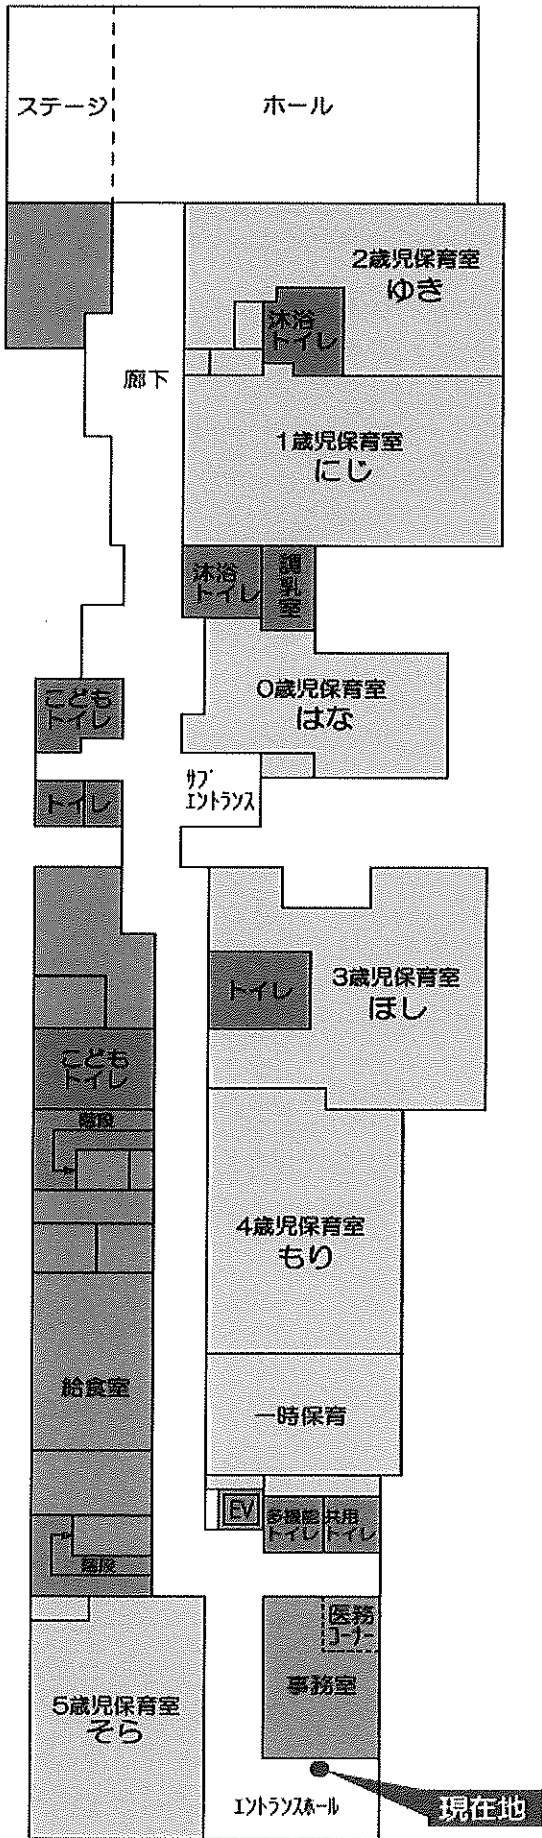 ステージ
ホール
2歳児保育室
ゆき
沐浴
トイレ
廊下
1歳児保育室
にじ
沐浴
トイレ
調乳室
0歳児保育室
はな
こども
トイレ
サブ
エントランス
トイレ
3歳児保育室
ほし
トイレ
こども
トイレ
階段
4歳児保育室
もり
給食室
一時保育
EV
多機能
トイレ
共用
トイレ
階段
医務
コーナー
事務室
5歳児保育室
そら
エントランスホール
現在地